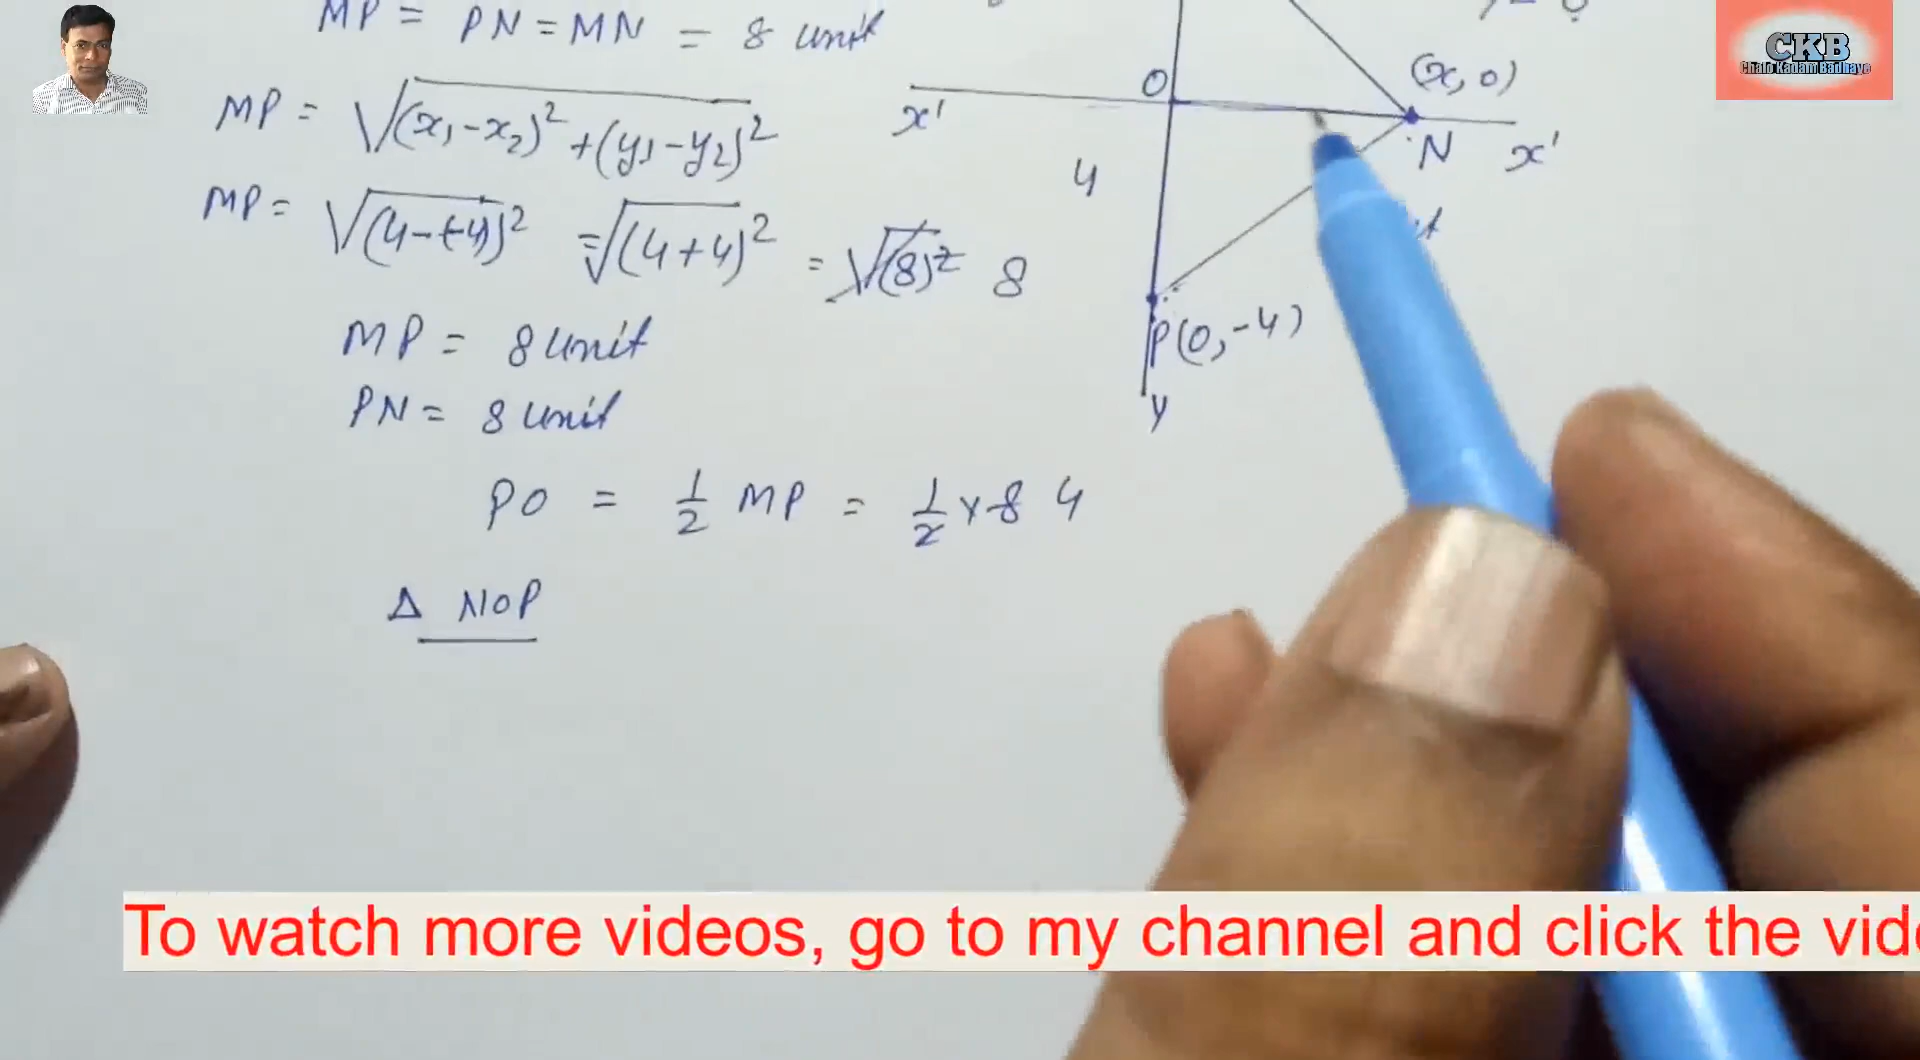 MP = PN = MN = 8 unit
MP = √(x₁-x₂)² + (y₁-y₂)²
MP = √(4-(-4))² = √(4+4)² = √(8)² 8
MP = 8 unit
PN = 8 unit
PO = 1/2 MP = 1/2 x 8 4
Δ NOP
O
(x, 0)
x'
N
x'
4
P(0, -4)
y
CKB
Chalo Kadam Badhaye
To watch more videos, go to my channel and click the vid